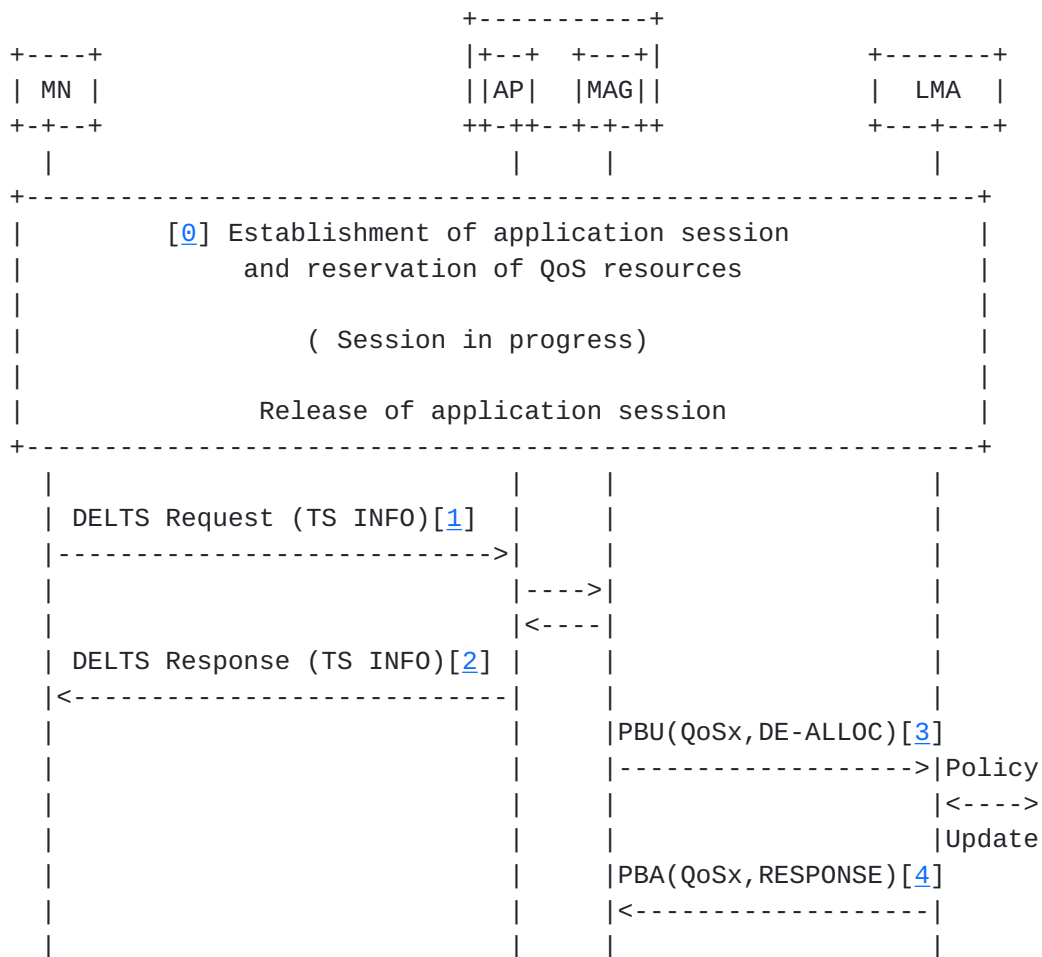 +-----------+
+----+                       |+--+  +---+|             +-------+
| MN |                       ||AP|  |MAG||             |  LMA  |
+-+--+                       ++-++--+-+-++             +---+---+
  |                             |     |                    |
+-------------------------------------------------------------+
|         [0] Establishment of application session            |
|              and reservation of QoS resources               |
|                                                             |
|                  ( Session in progress)                     |
|                                                             |
|               Release of application session                |
+-------------------------------------------------------------+
  |                             |     |                    |
  | DELTS Request (TS INFO)[1]  |     |                    |
  |---------------------------->|     |                    |
  |                             |---->|                    |
  |                             |<----|                    |
  | DELTS Response (TS INFO)[2] |     |                    |
  |<----------------------------|     |                    |
  |                             |     |PBU(QoSx,DE-ALLOC)[3]
  |                             |     |------------------->|Policy
  |                             |     |                    |<---->
  |                             |     |                    |Update
  |                             |     |PBA(QoSx,RESPONSE)[4]
  |                             |     |<-------------------|
  |                             |     |                    |